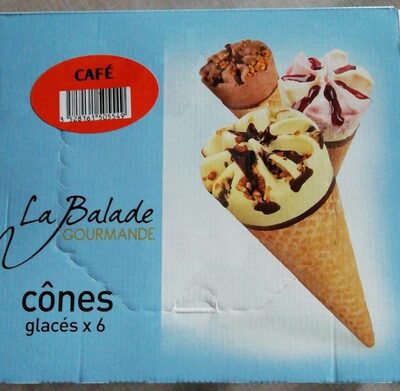 CAFÉ
La Balade
GOURMANDE
cônes
glacés x 6